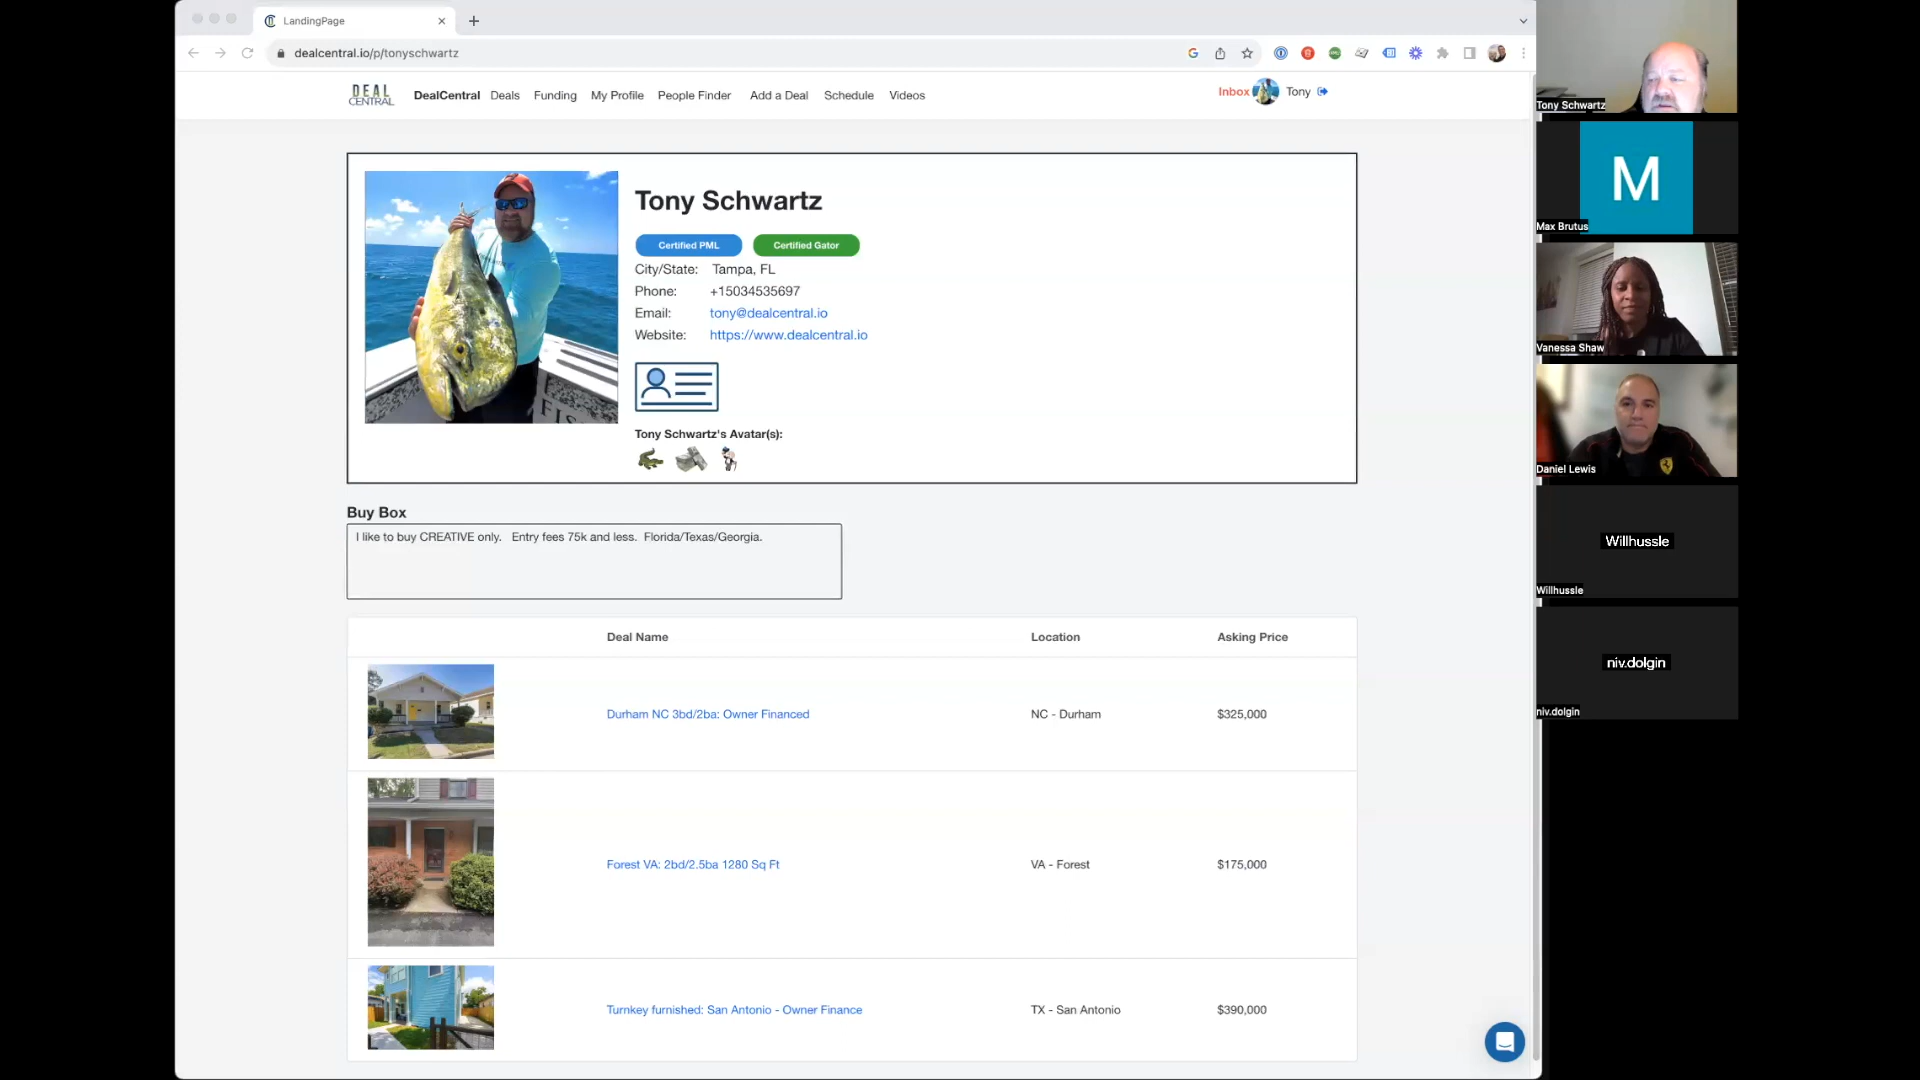 LandingPage
dealcentral.io/p/tonyschwartz
DEAL
CENTRAL
DealCentral Deals Funding My Profile People Finder Add a Deal Schedule Videos
Inbox Tony
Tony Schwartz
Certified PML Certified Gator
City/State: Tampa, FL
Phone: +15034535697
Email: tony@dealcentral.io
Website: https://www.dealcentral.io
Tony Schwartz's Avatar(s):
Buy Box
I like to buy CREATIVE only. Entry fees 75k and less. Florida/Texas/Georgia.
Deal Name Location Asking Price
Durham NC 3bd/2ba: Owner Financed NC - Durham $325,000
Forest VA: 2bd/2.5ba 1280 Sq Ft VA - Forest $175,000
Turnkey furnished: San Antonio - Owner Finance TX - San Antonio $390,000
Tony Schwartz
M
Max Brutus
Vanessa Shaw
Daniel Lewis
Willhussle
Willhussle
niv.dolgin
niv.dolgin